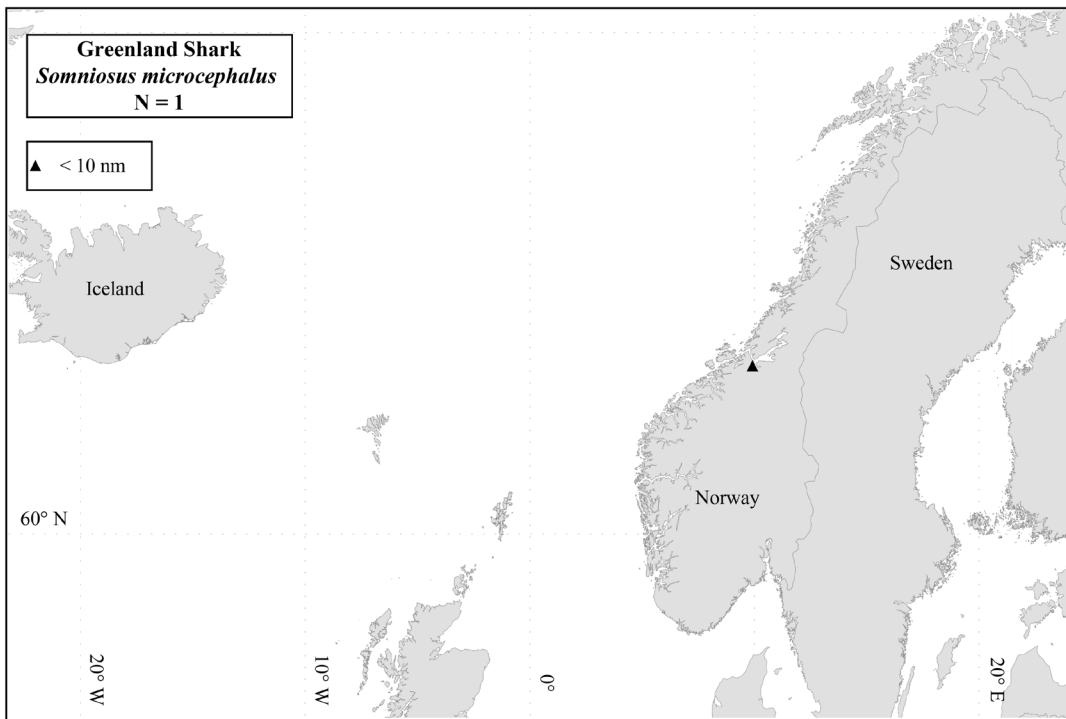 Greenland Shark
Somniosus microcephalus
N = 1
< 10 nm
Iceland
Sweden
Norway
60° N
20° W
10° W
0°
20° E